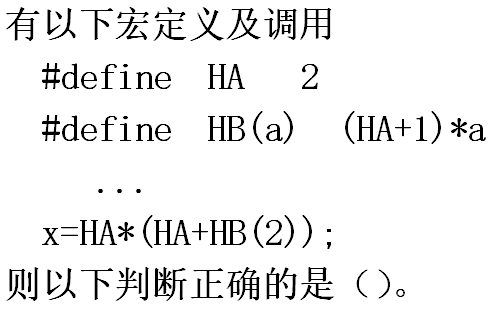 有以下宏定义及调用
#define HA 2
#define HB(a) (HA+1)*a
...
x=HA*(HA+HB(2));
则以下判断正确的是（）。